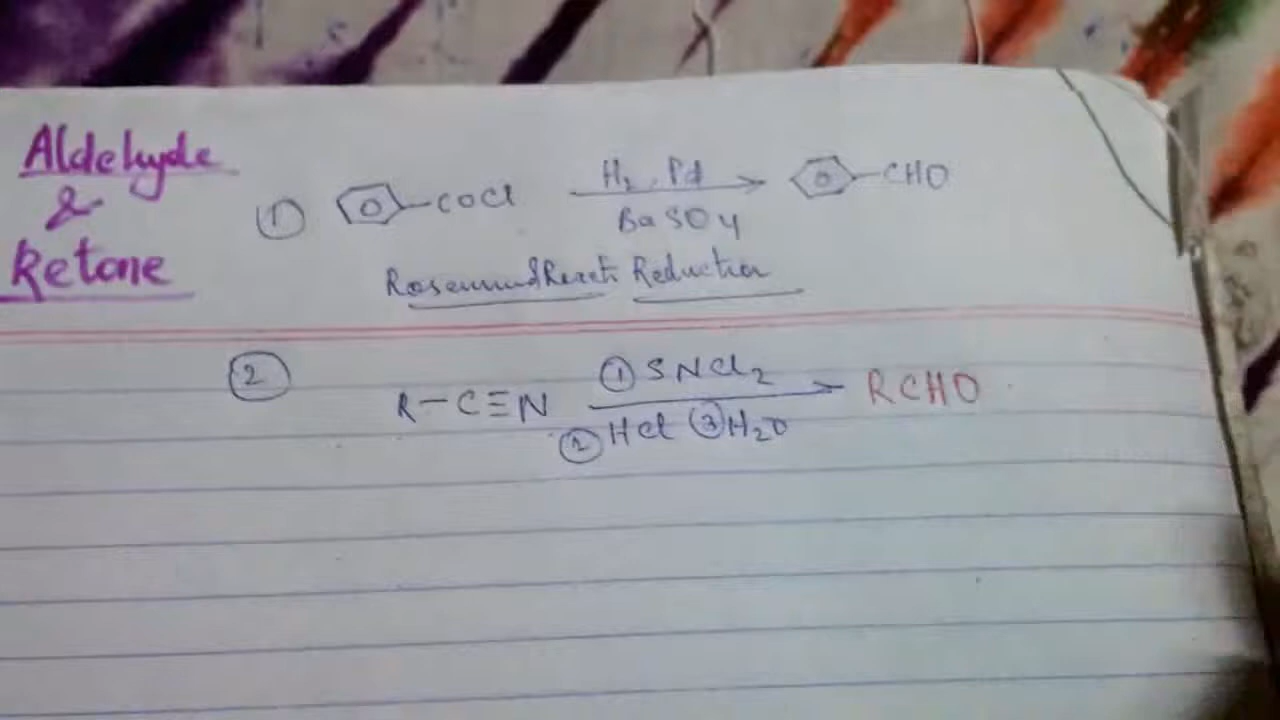 Aldehyde
&
Ketone
① -COCl H₂, Pd BaSO4 -CHO
Reduction
② R-C≡N ① SNCl₂ ② HCl ③ H₂O RCHO